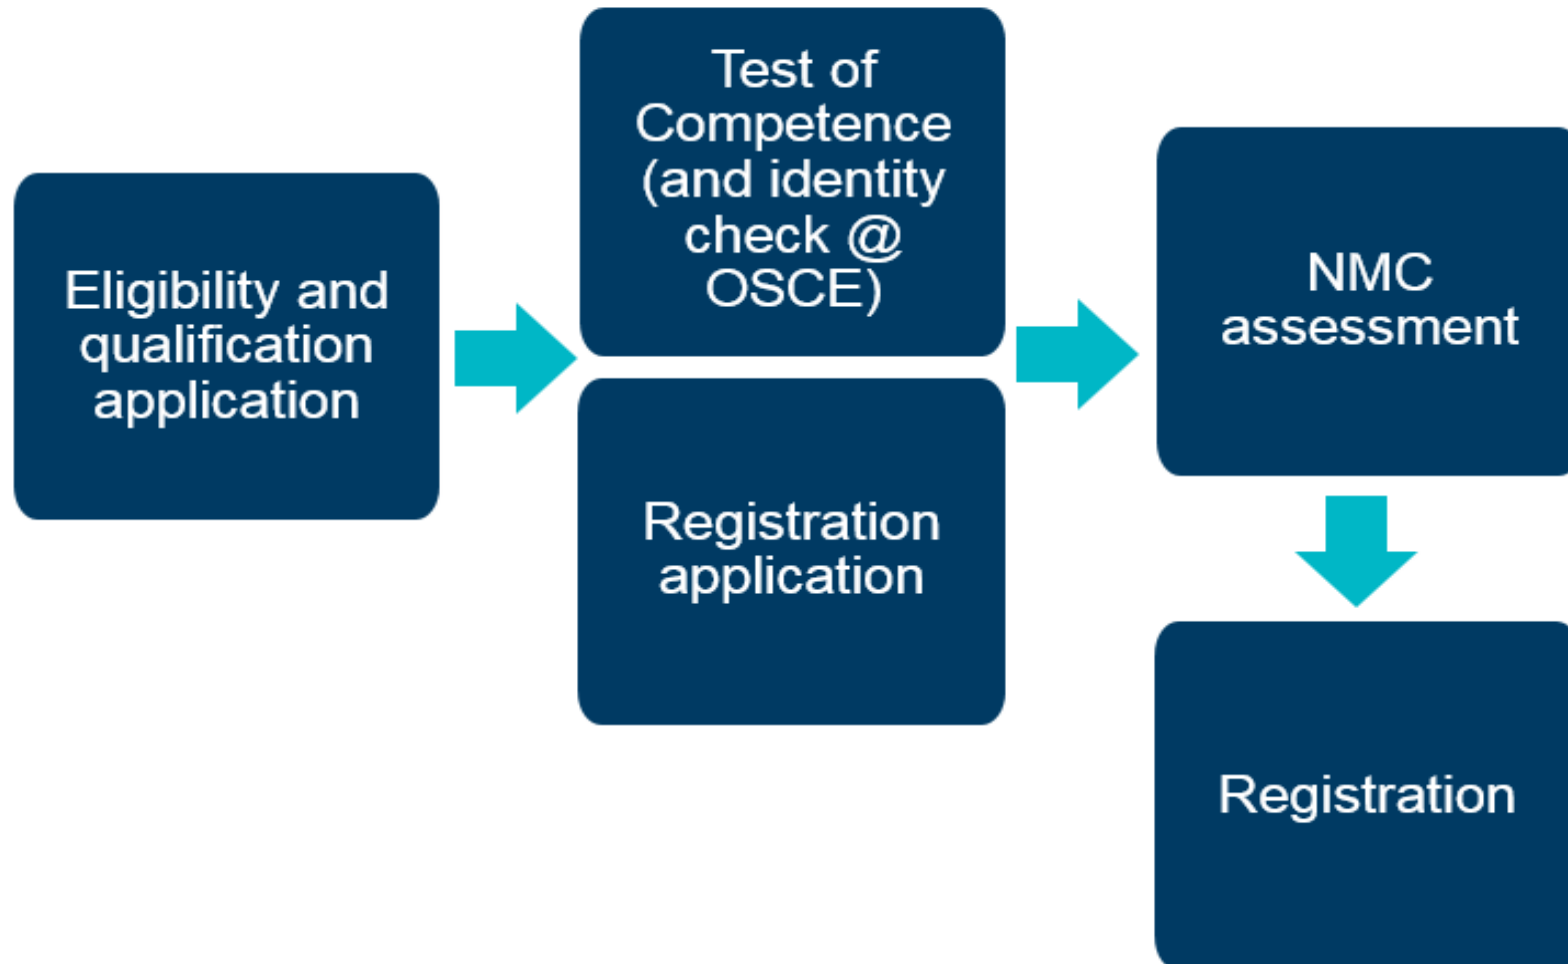 Eligibility and
qualification
application
Test of
Competence
(and identity
check @
OSCE)
Registration
application
NMC
assessment
Registration